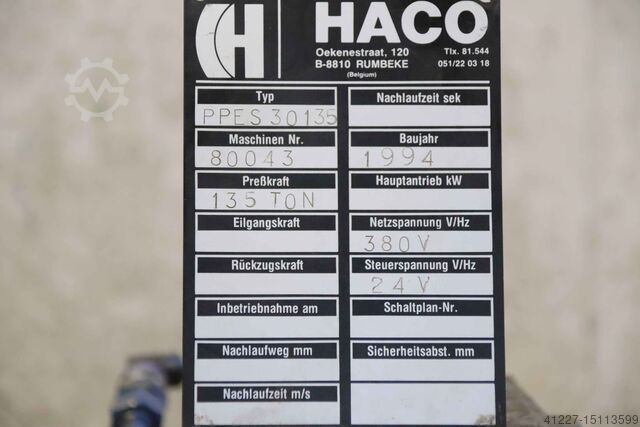 HACO
Oekenestraat, 120 Tlx. 81.544
B-8810 RUMBEKE 051/22 03 18
(Belgium)
Typ Nachlaufzeit sek
PPES 30135
Maschinen Nr. Baujahr
80043 1994
Preßkraft Hauptantrieb kW
135 TON
Eilgangskraft Netzspannung V/Hz
380V
Rückzugskraft Steuerspannung V/Hz
24V
Inbetriebnahme am Schaltplan-Nr.
Nachlaufweg mm Sicherheitsabst. mm
Nachlaufzeit m/s
41227-15113599